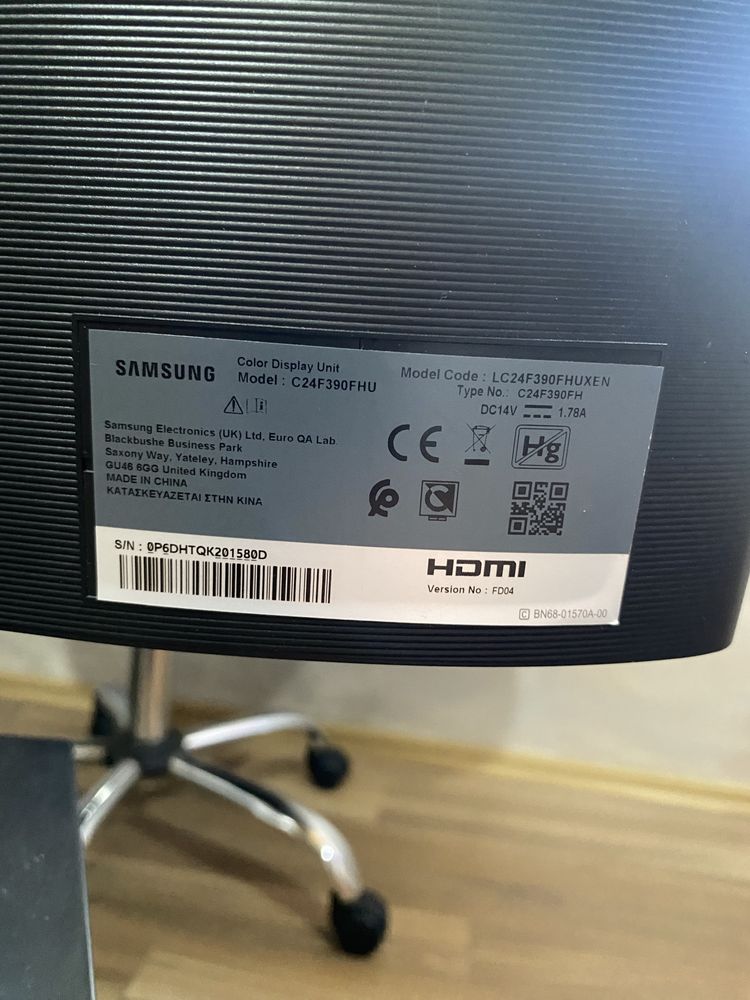 SAMSUNG
Color Display Unit
Model : C24F390FHU
Model Code : LC24F390FHUXEN
Type No.: C24F390FH
DC14V 1.78A
Samsung Electronics (UK) Ltd, Euro QA Lab.
Blackbushe Business Park
Saxony Way, Yateley, Hampshire
GU46 6GG United Kingdom
MADE IN CHINA
ΚΑΤΑΣΚΕΥΑΖΕΤΑΙ ΣΤΗΝ ΚΙΝΑ
CE
Hg
S/N : 0P6DHTQK201580D
HDMI
Version No : FD04
C BN68-01570A-00